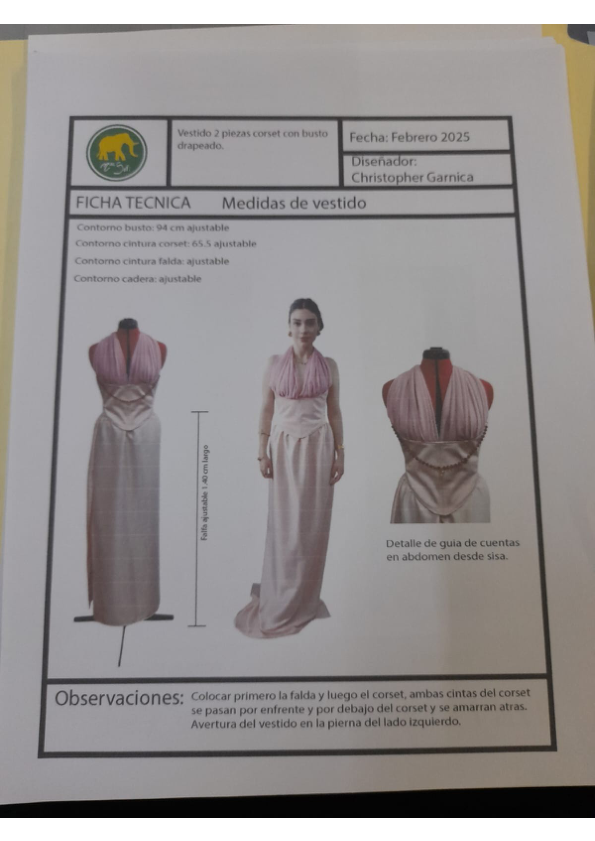 Vestido 2 piezas corset con busto
drapeado.
Fecha: Febrero 2025
Diseñador:
Christopher Garnica
FICHA TECNICA Medidas de vestido
Contorno busto: 94 cm ajustable
Contorno cintura corset: 65.5 ajustable
Contorno cintura falda: ajustable
Contorno cadera: ajustable
Falfa ajustable 1.40 cm largo
Detalle de guia de cuentas
en abdomen desde sisa.
Observaciones: Colocar primero la falda y luego el corset, ambas cintas del corset
se pasan por enfrente y por debajo del corset y se amarran atras.
Avertura del vestido en la pierna del lado izquierdo.